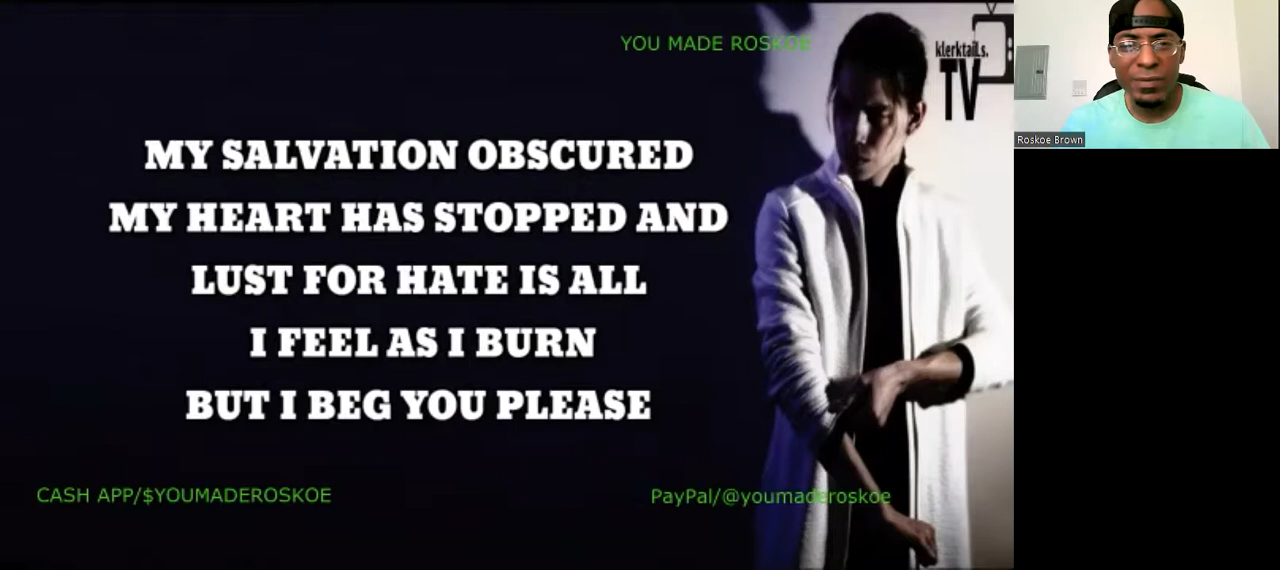 YOU MADE ROSKOE
klerktailLs.
TV
Roskoe Brown
MY SALVATION OBSCURED
MY HEART HAS STOPPED AND
LUST FOR HATE IS ALL
I FEEL AS I BURN
BUT I BEG YOU PLEASE
CASH APP/$YOUMADEROSKOE
PayPal/@youmaderoskoe